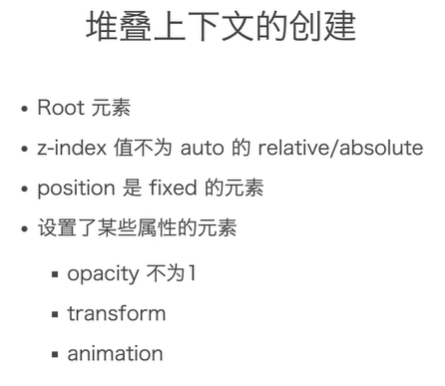 堆叠上下文的创建
• Root 元素
• z-index 值不为 auto 的 relative/absolute
• position 是 fixed 的元素
• 设置了某些属性的元素
▪ opacity 不为1
▪ transform
▪ animation